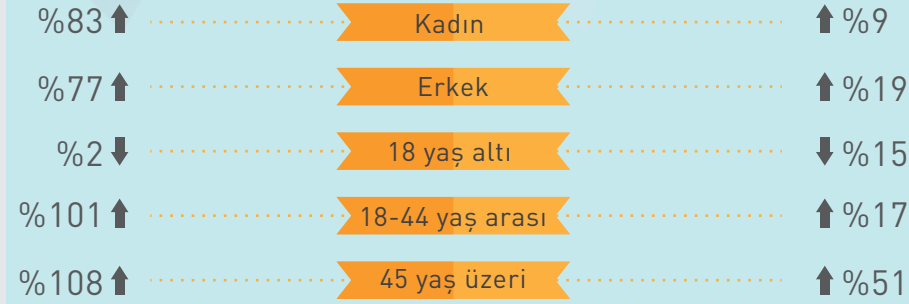 %83 Kadın %9
%77 Erkek %19
%2 18 yaş altı %15
%101 18-44 yaş arası %17
%108 45 yaş üzeri %51